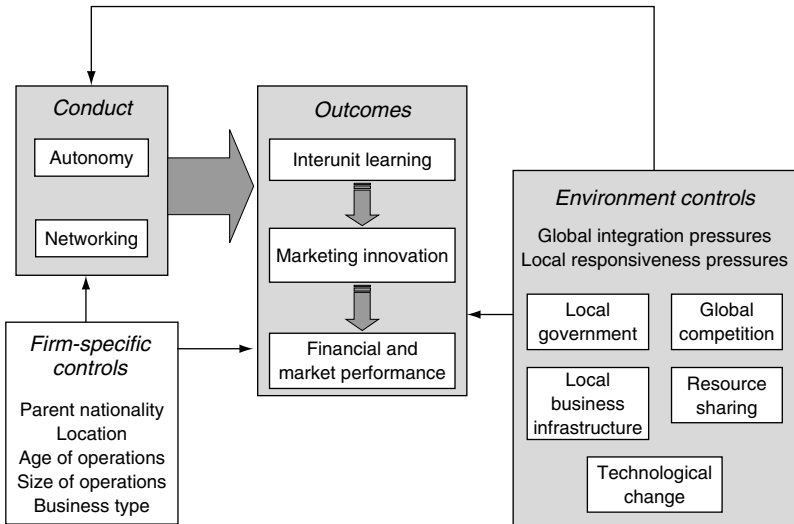 Conduct
Autonomy
Networking
Outcomes
Interunit learning
Marketing innovation
Financial and
market performance
Environment controls
Global integration pressures
Local responsiveness pressures
Local
government
Global
competition
Local
business
infrastructure
Resource
sharing
Technological
change
Firm-specific
controls
Parent nationality
Location
Age of operations
Size of operations
Business type